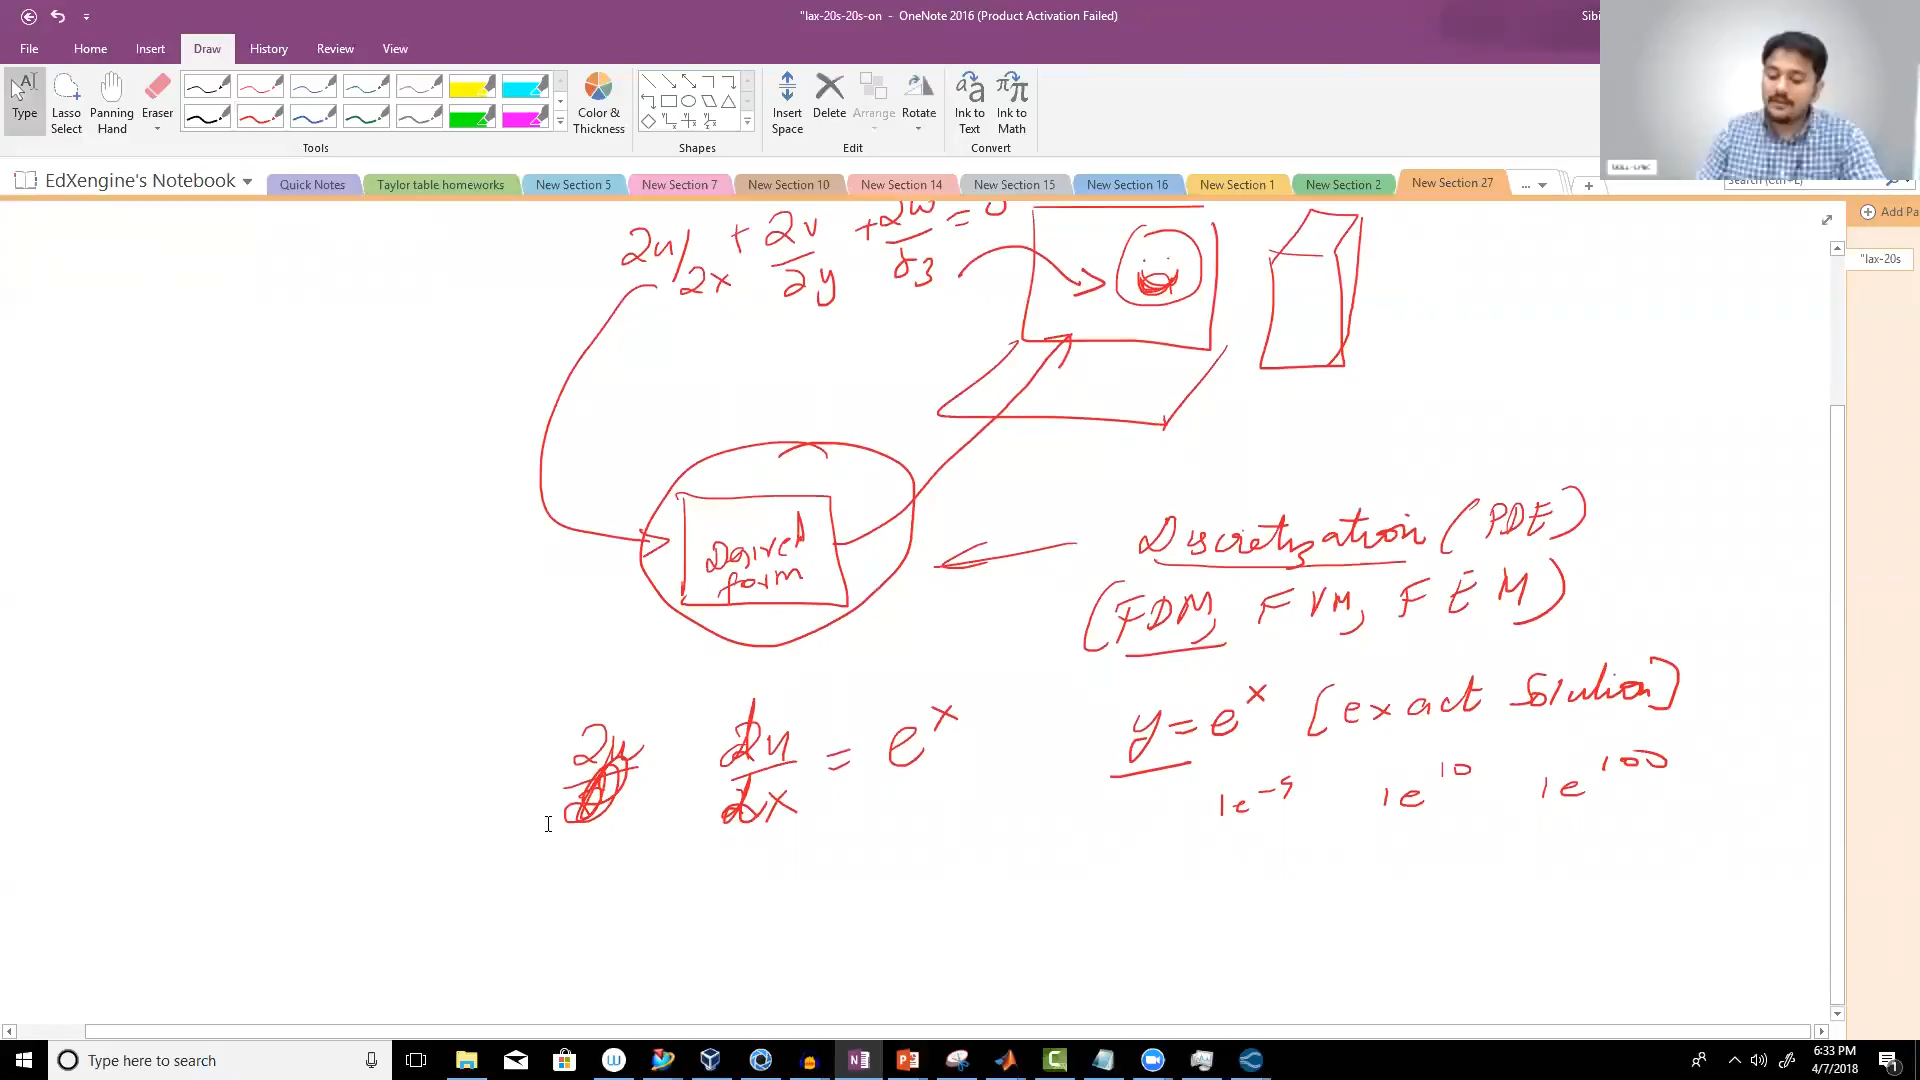 "lax-20s-20s-on - OneNote 2016 (Product Activation Failed)
Sibi
File Home Insert Draw History Review View
Type
Lasso Select
Panning Hand
Eraser
Color & Thickness
Insert Space
Delete
Arrange
Rotate
Ink to Text
Ink to Math
Tools
Shapes
Edit
Convert
EdXengine's Notebook
Quick Notes
Taylor table homeworks
New Section 5
New Section 7
New Section 10
New Section 14
New Section 15
New Section 16
New Section 1
New Section 2
New Section 27
...
Search (Ctrl+E)
Add Pa
"lax-20s
∂u/∂x + ∂v/∂y + ∂w/∂z = 0
Desired
form
Discretization (PDE)
(FDM, FVM, FEM)
du/dx = e^x
y = e^x [exact solution]
1e^-5 1e^10 1e^100
Type here to search
6:33 PM
4/7/2018